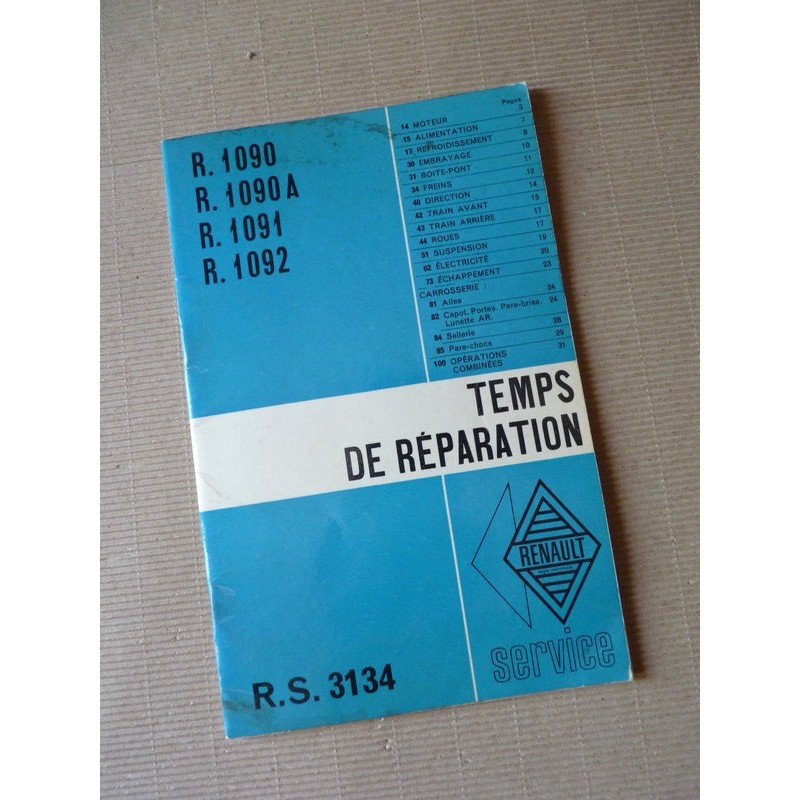 R. 1090
R. 1090 A
R. 1091
R. 1092
Pages
14 MOTEUR 3
15 ALIMENTATION 7
17 REFROIDISSEMENT 8
30 EMBRAYAGE 10
31 BOITE-PONT 11
34 FREINS 12
40 DIRECTION 14
42 TRAIN AVANT 15
43 TRAIN ARRIÈRE 17
44 ROUES 17
51 SUSPENSION 19
62 ÉLECTRICITÉ 20
73 ÉCHAPPEMENT 23
CARROSSERIE :
81 Ailes 24
82 Capot. Portes. Pare-brise. 24
Lunette AR.
84 Sellerie 28
85 Pare-chocs 29
100 OPÉRATIONS 31
COMBINÉES
TEMPS
DE RÉPARATION
RENAULT
régie nationale
service
R.S. 3134